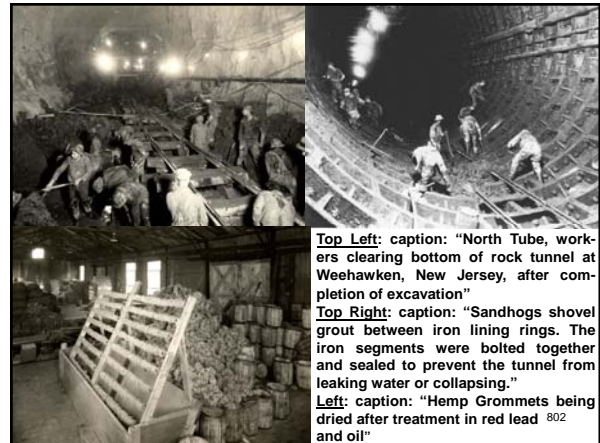 Top Left: caption: “North Tube, work-
ers clearing bottom of rock tunnel at
Weehawken, New Jersey, after com-
pletion of excavation”
Top Right: caption: “Sandhogs shovel
grout between iron lining rings. The
iron segments were bolted together
and sealed to prevent the tunnel from
leaking water or collapsing.”
Left: caption: “Hemp Grommets being
dried after treatment in red lead 802
and oil”